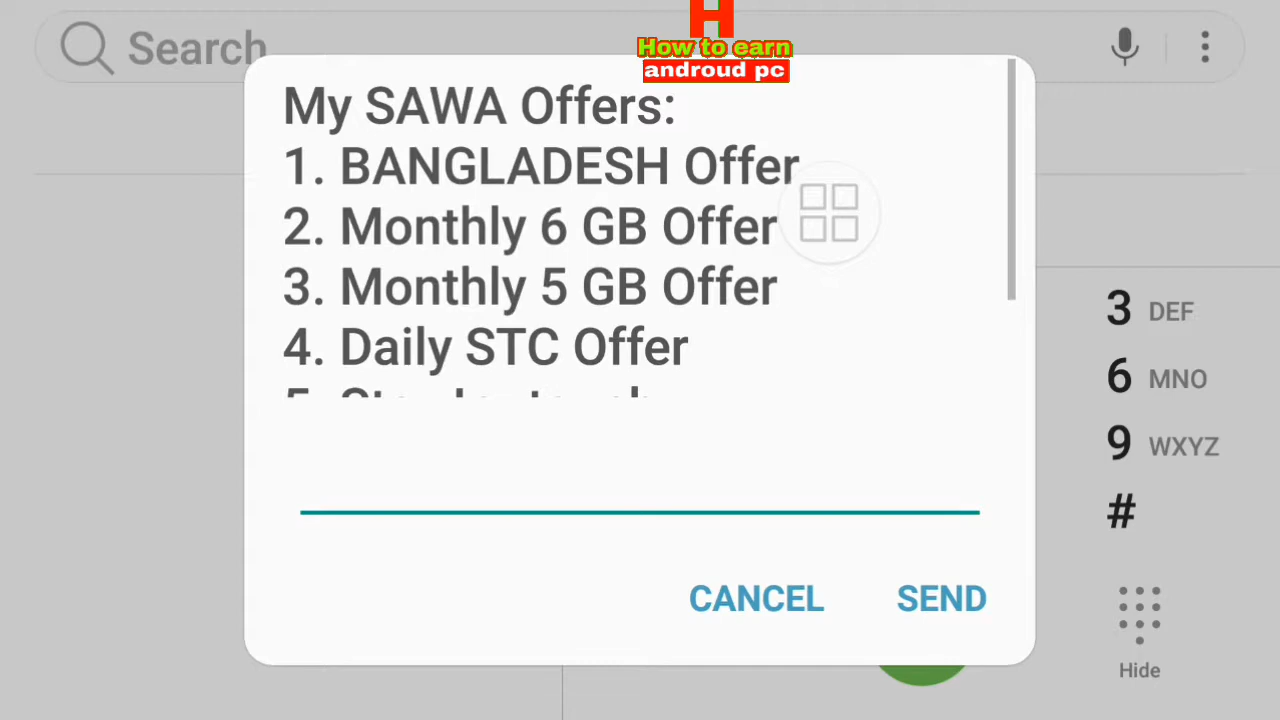 H
How to earn
androud pc
Search
My SAWA Offers:
1. BANGLADESH Offer
2. Monthly 6 GB Offer
3. Monthly 5 GB Offer
4. Daily STC Offer
CANCEL
SEND
3 DEF
6 MNO
9 WXYZ
#
Hide